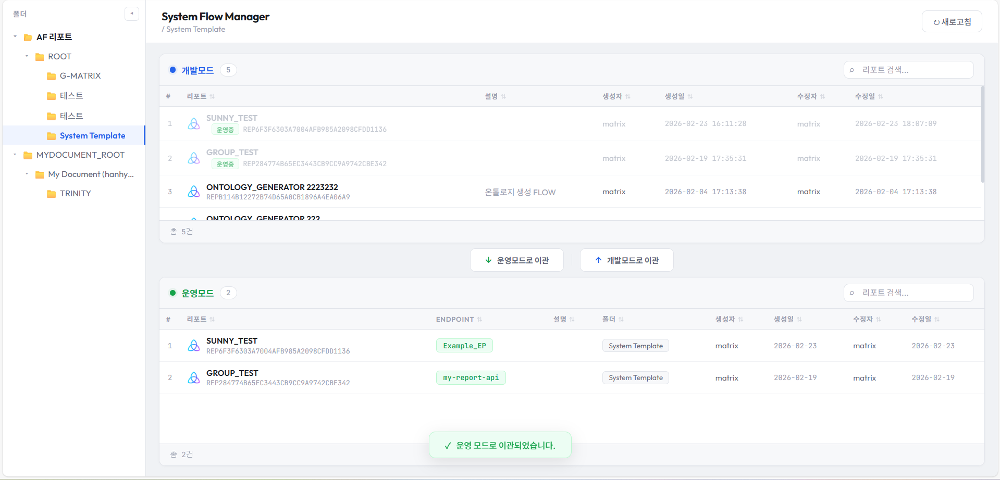 폴더
AF 리포트
ROOT
G-MATRIX
테스트
테스트
System Template
MYDOCUMENT_ROOT
My Document (hanhy...
TRINITY
System Flow Manager
/ System Template
↻ 새로고침
개발모드 5
리포트 검색...
# 리포트 설명 생성자 생성일 수정자 수정일
1 SUNNY_TEST 운영중 REP6F3F6303A7004AFB985A2098CFDD1136 matrix 2026-02-23 16:11:28 matrix 2026-02-23 18:07:09
2 GROUP_TEST 운영중 REP284774B65EC3443CB9CC9A9742CBE342 matrix 2026-02-19 17:35:31 matrix 2026-02-19 17:35:31
3 ONTOLOGY_GENERATOR 2223232 REPB114B12272B74D65A0CB1896A4EA06A9 온톨로지 생성 FLOW matrix 2026-02-04 17:13:38 matrix 2026-02-04 17:13:38
ONTOLOGY_GENERATOR 222
총 5건
↓ 운영모드로 이관
↑ 개발모드로 이관
운영모드 2
리포트 검색...
# 리포트 ENDPOINT 설명 폴더 생성자 생성일 수정자 수정일
1 SUNNY_TEST REP6F3F6303A7004AFB985A2098CFDD1136 Example_EP System Template matrix 2026-02-23 matrix 2026-02-23
2 GROUP_TEST REP284774B65EC3443CB9CC9A9742CBE342 my-report-api System Template matrix 2026-02-19 matrix 2026-02-19
✓ 운영 모드로 이관되었습니다.
총 2건